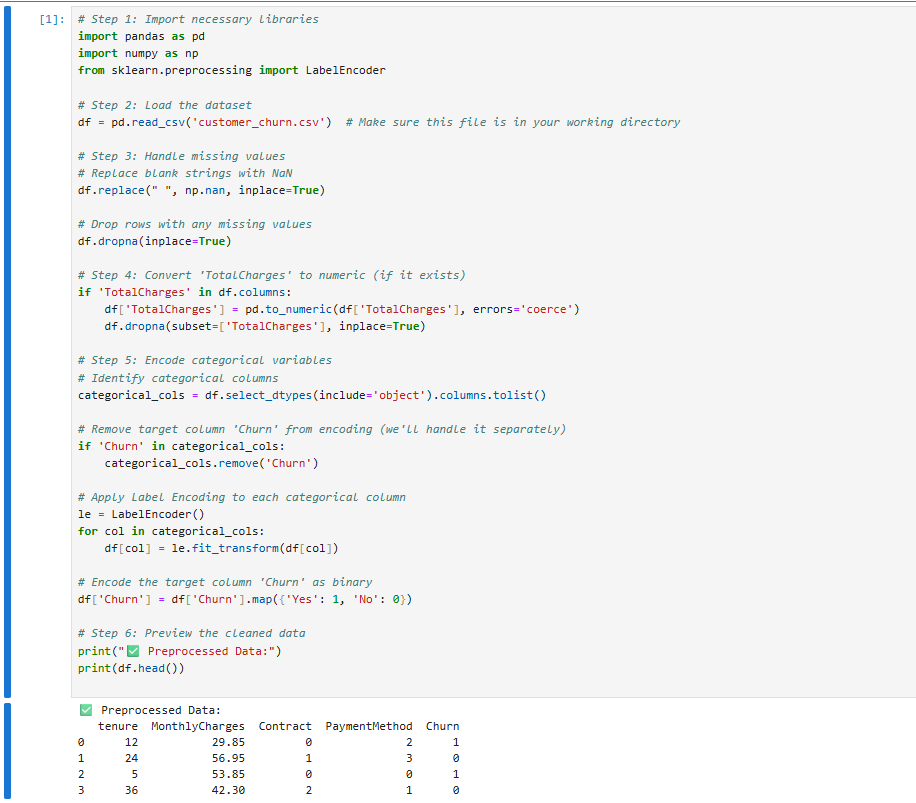 [1]: # Step 1: Import necessary libraries
import pandas as pd
import numpy as np
from sklearn.preprocessing import LabelEncoder
# Step 2: Load the dataset
df = pd.read_csv('customer_churn.csv')  # Make sure this file is in your working directory
# Step 3: Handle missing values
# Replace blank strings with NaN
df.replace(" ", np.nan, inplace=True)
# Drop rows with any missing values
df.dropna(inplace=True)
# Step 4: Convert 'TotalCharges' to numeric (if it exists)
if 'TotalCharges' in df.columns:
    df['TotalCharges'] = pd.to_numeric(df['TotalCharges'], errors='coerce')
    df.dropna(subset=['TotalCharges'], inplace=True)
# Step 5: Encode categorical variables
# Identify categorical columns
categorical_cols = df.select_dtypes(include='object').columns.tolist()
# Remove target column 'Churn' from encoding (we'll handle it separately)
if 'Churn' in categorical_cols:
    categorical_cols.remove('Churn')
# Apply Label Encoding to each categorical column
le = LabelEncoder()
for col in categorical_cols:
    df[col] = le.fit_transform(df[col])
# Encode the target column 'Churn' as binary
df['Churn'] = df['Churn'].map({'Yes': 1, 'No': 0})
# Step 6: Preview the cleaned data
print("✅ Preprocessed Data:")
print(df.head())
✅ Preprocessed Data:
   tenure  MonthlyCharges  Contract  PaymentMethod  Churn
0      12           29.85         0              2      1
1      24           56.95         1              3      0
2       5           53.85         0              0      1
3      36           42.30         2              1      0